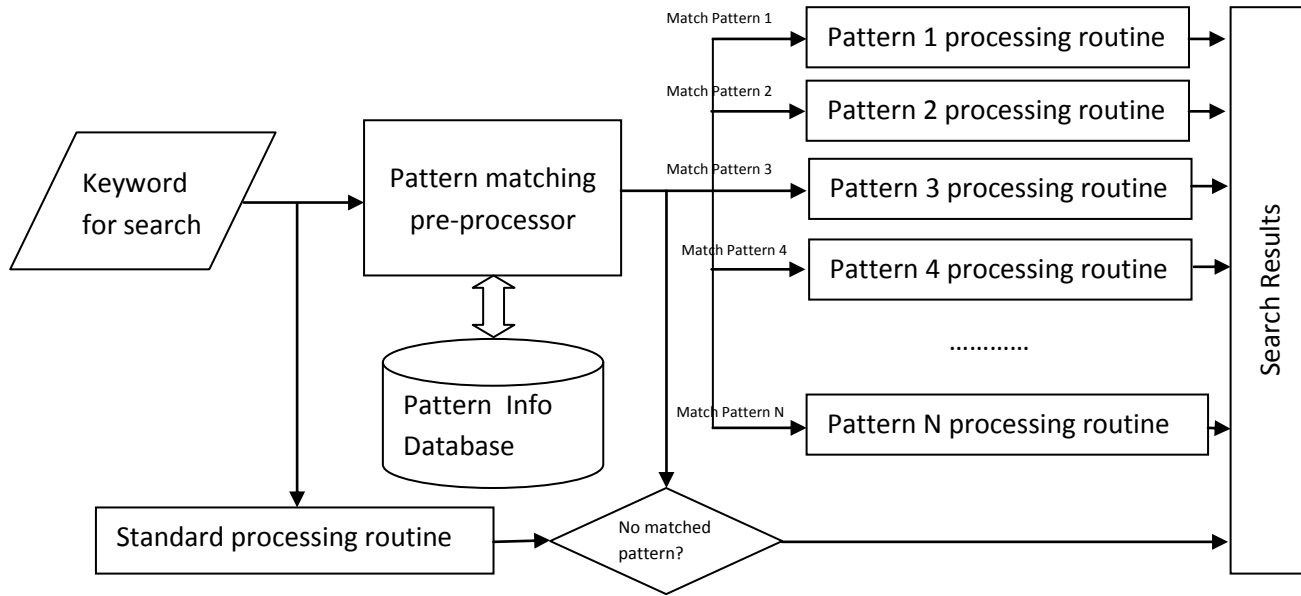 Match Pattern 1
Pattern 1 processing routine
Match Pattern 2
Pattern 2 processing routine
Keyword
for search
Pattern matching
pre-processor
Match Pattern 3
Pattern 3 processing routine
Match Pattern 4
Pattern 4 processing routine
…………
Search Results
Pattern Info
Database
Match Pattern N
Pattern N processing routine
Standard processing routine
No matched
pattern?